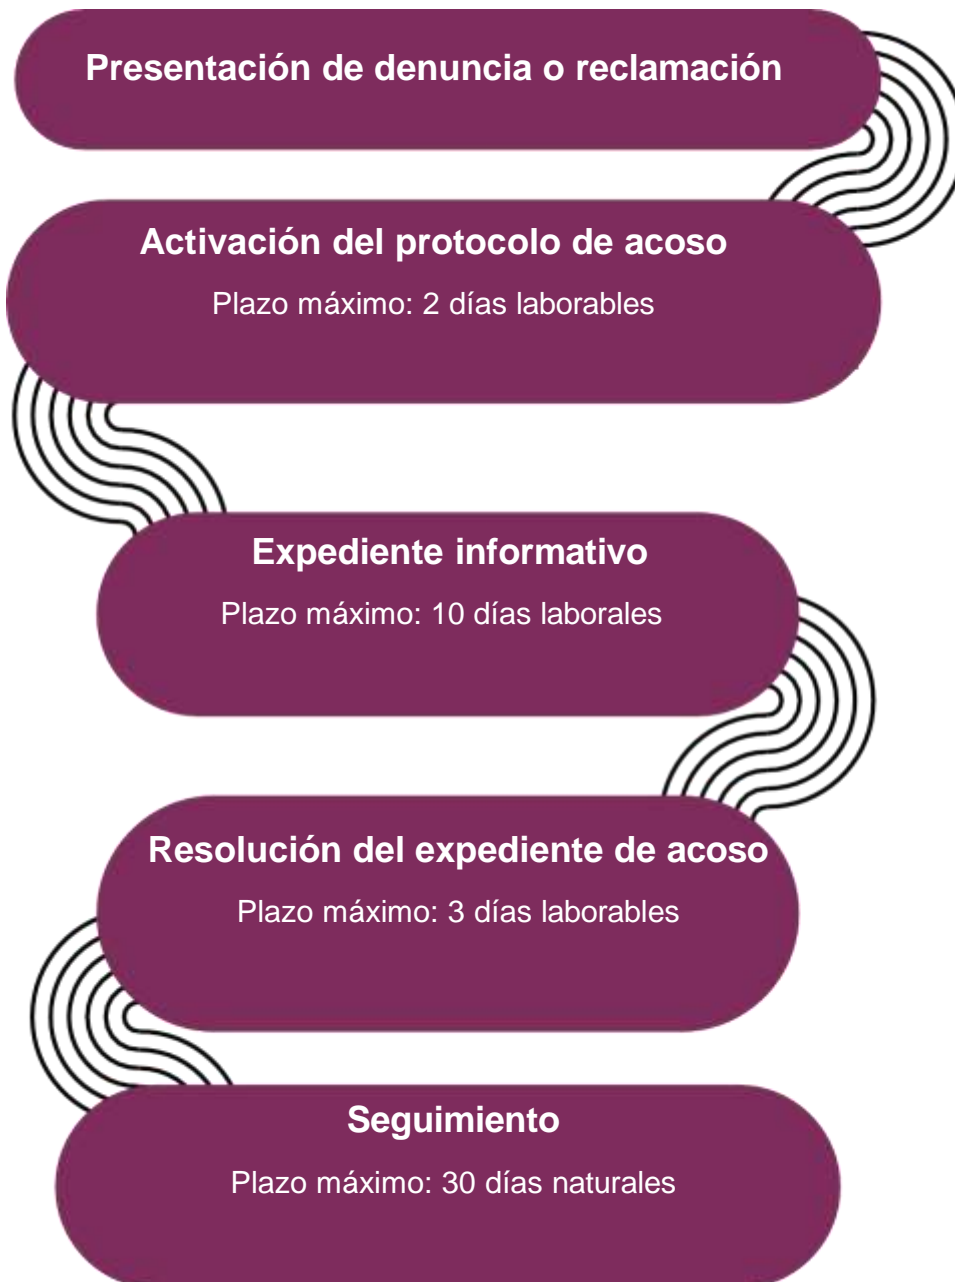 Presentación de denuncia o reclamación
Activación del protocolo de acoso
Plazo máximo: 2 días laborables
Expediente informativo
Plazo máximo: 10 días laborales
Resolución del expediente de acoso
Plazo máximo: 3 días laborables
Seguimiento
Plazo máximo: 30 días naturales